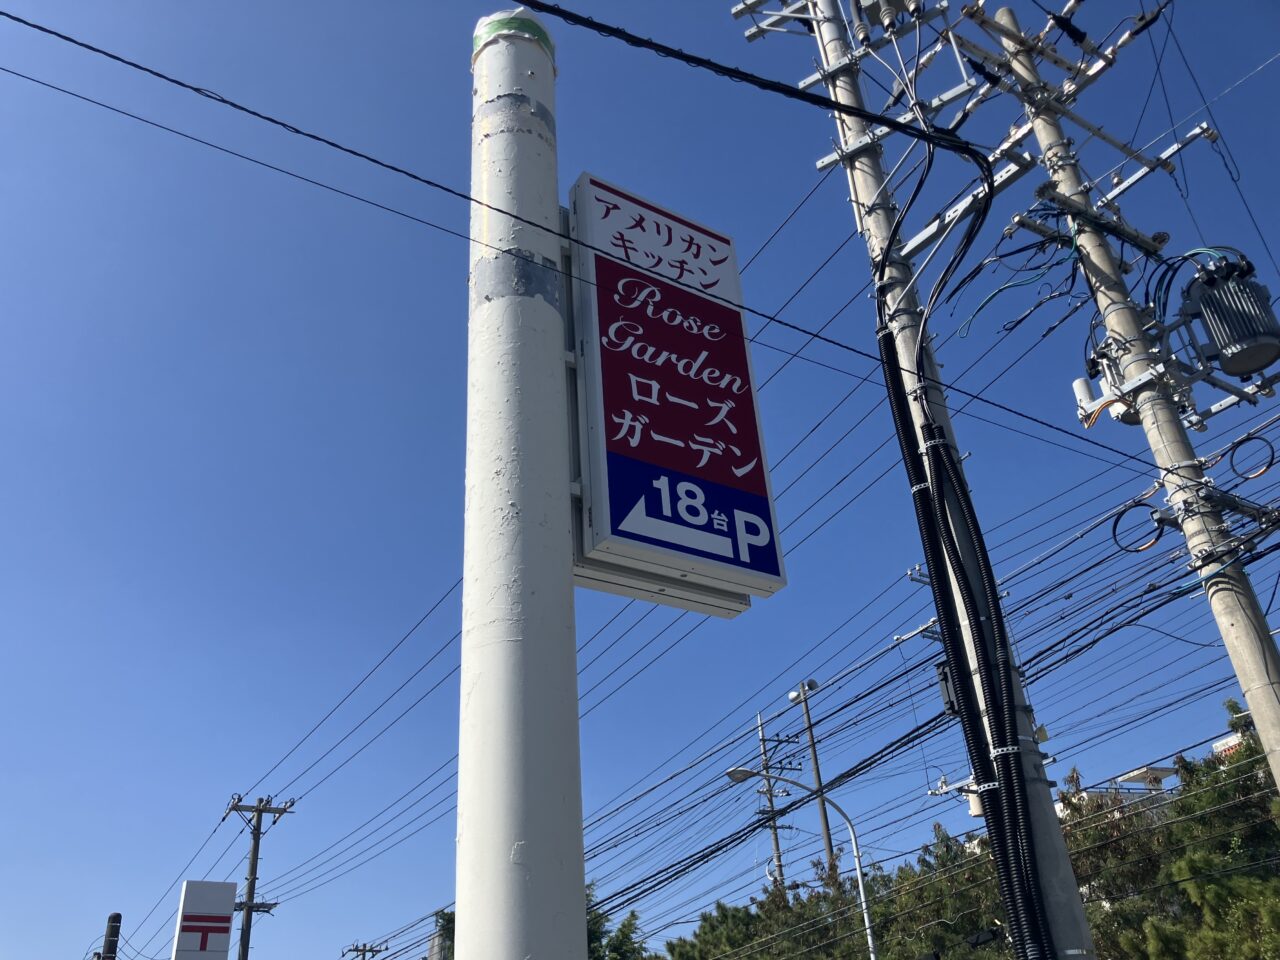 アメリカン
キッチン
Rose
Garden
ローズ
ガーデン
18台 P